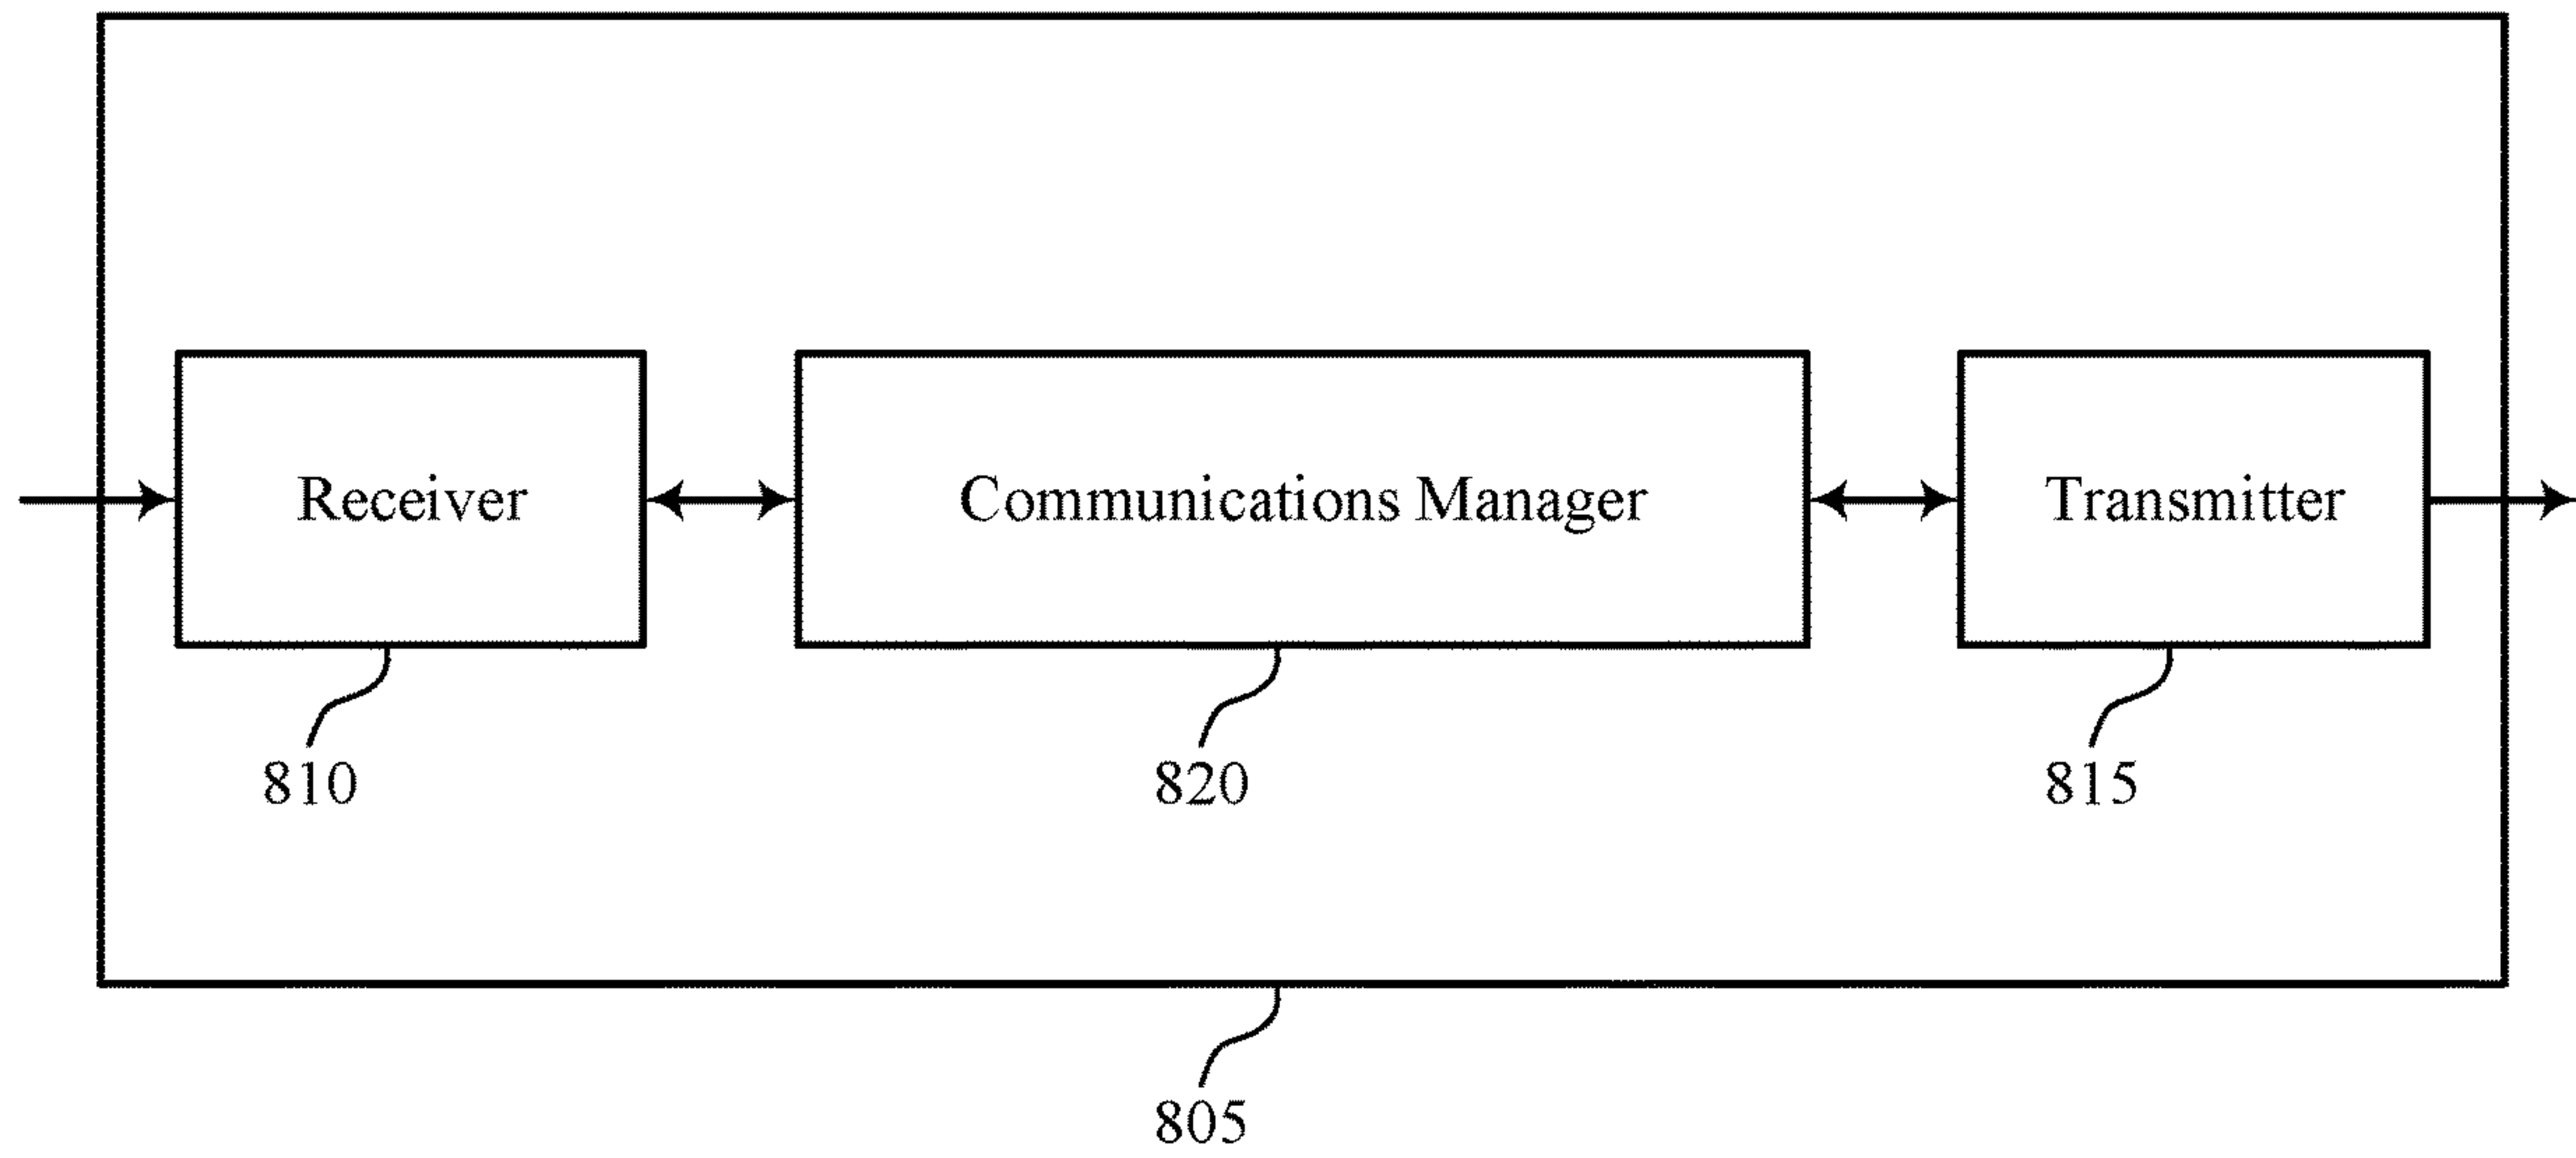 Receiver
Communications Manager
Transmitter
810
820
815
805